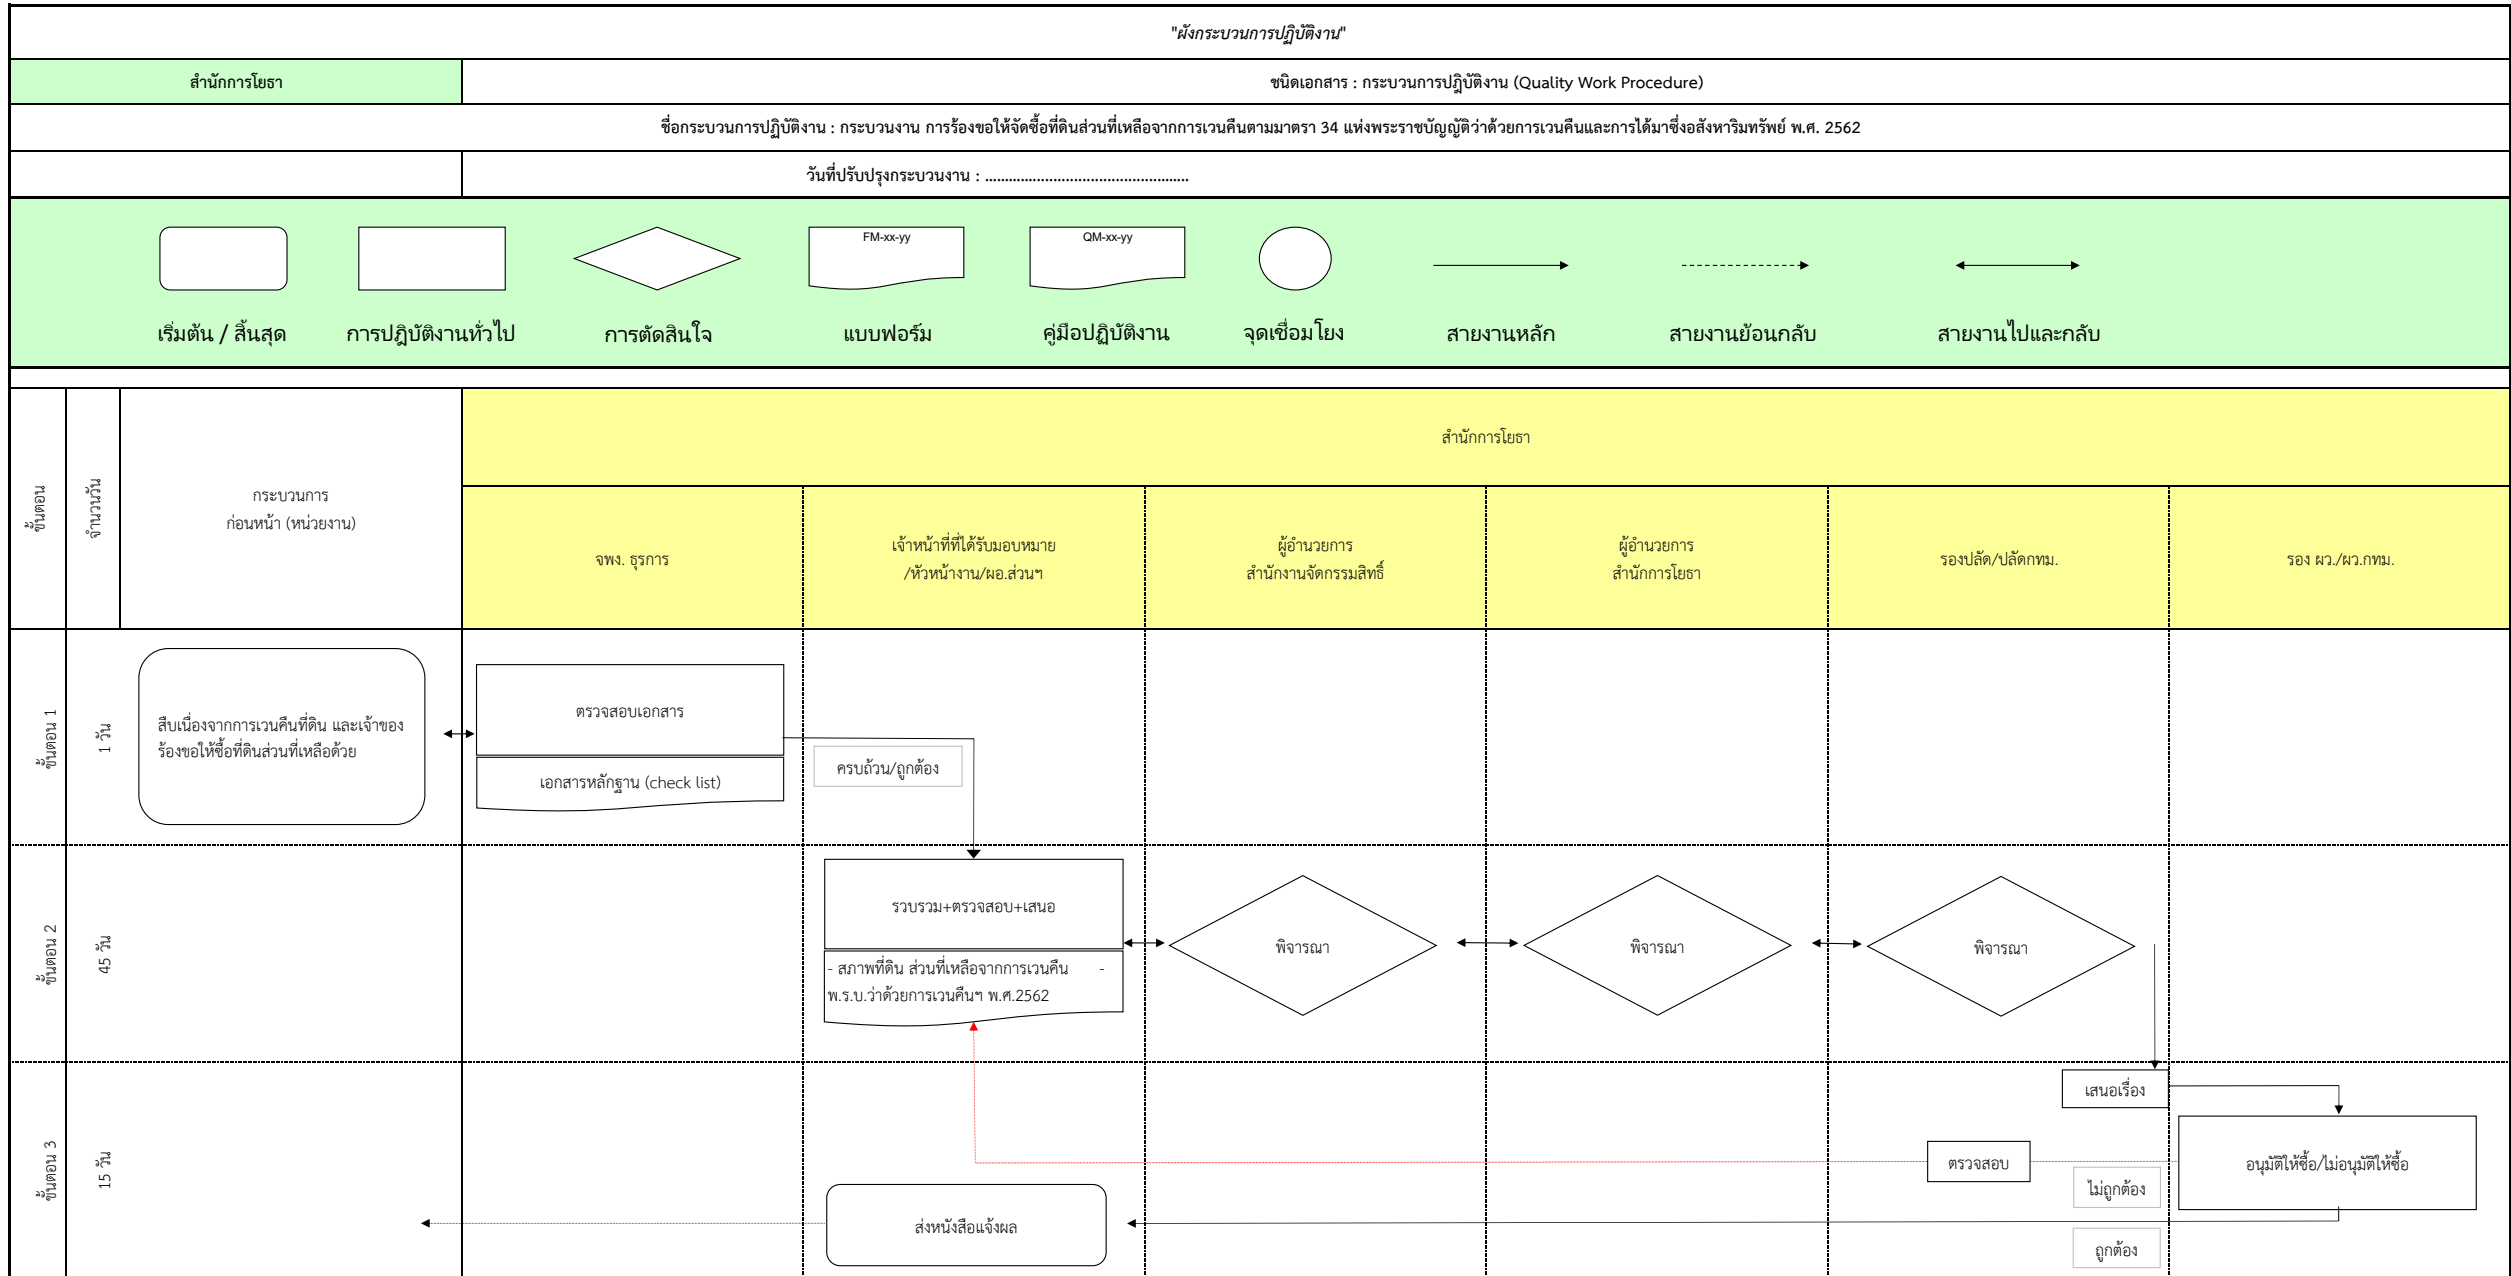 "ผังกระบวนการปฏิบัติงาน"
สำนักการโยธา
ชนิดเอกสาร : กระบวนการปฎิบัติงาน (Quality Work Procedure)
ชื่อกระบวนการปฏิบัติงาน : กระบวนงาน การร้องขอให้จัดซื้อที่ดินส่วนที่เหลือจากการเวนคืนตามมาตรา 34 แห่งพระราชบัญญัติว่าด้วยการเวนคืนและการได้มาซึ่งอสังหาริมทรัพย์ พ.ศ. 2562
วันที่ปรับปรุงกระบวนงาน : ...................................................
FM-xx-yy
QM-xx-yy
เริ่มต้น / สิ้นสุด
การปฎิบัติงานทั่วไป
การตัดสินใจ
แบบฟอร์ม
คู่มือปฏิบัติงาน
จุดเชื่อมโยง
สายงานหลัก
สายงานย้อนกลับ
สายงานไปและกลับ
ขั้นตอน
จำนวนวัน
กระบวนการ
ก่อนหน้า (หน่วยงาน)
สำนักการโยธา
จพง. ธุรการ
เจ้าหน้าที่ที่ได้รับมอบหมาย
/หัวหน้างาน/ผอ.ส่วนฯ
ผู้อำนวยการ
สำนักงานจัดกรรมสิทธิ์
ผู้อำนวยการ
สำนักการโยธา
รองปลัด/ปลัดกทม.
รอง ผว./ผว.กทม.
ขั้นตอน 1
1 วัน
สืบเนื่องจากการเวนคืนที่ดิน และเจ้าของ
ร้องขอให้ซื้อที่ดินส่วนที่เหลือด้วย
ตรวจสอบเอกสาร
เอกสารหลักฐาน (check list)
ครบถ้วน/ถูกต้อง
ขั้นตอน 2
45 วัน
รวบรวม+ตรวจสอบ+เสนอ
- สภาพที่ดิน ส่วนที่เหลือจากการเวนคืน -
พ.ร.บ.ว่าด้วยการเวนคืนฯ พ.ศ.2562
พิจารณา
พิจารณา
พิจารณา
ขั้นตอน 3
15 วัน
เสนอเรื่อง
ตรวจสอบ
อนุมัติให้ซื้อ/ไม่อนุมัติให้ซื้อ
ไม่ถูกต้อง
ส่งหนังสือแจ้งผล
ถูกต้อง